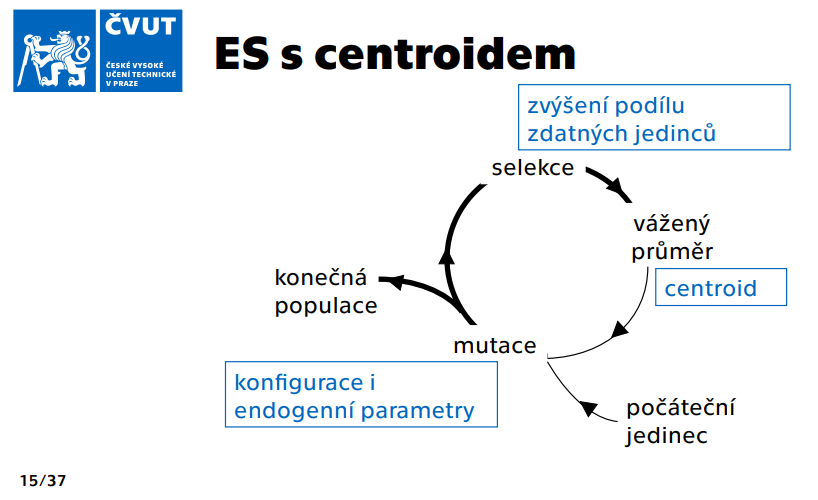 ČVUT
ČESKÉ VYSOKÉ
UČENÍ TECHNICKÉ
V PRAZE
ES s centroidem
zvýšení podílu
zdatných jedinců
selekce
vážený
průměr
centroid
konečná
populace
mutace
konfigurace i
endogenní parametry
počáteční
jedinec
15/37